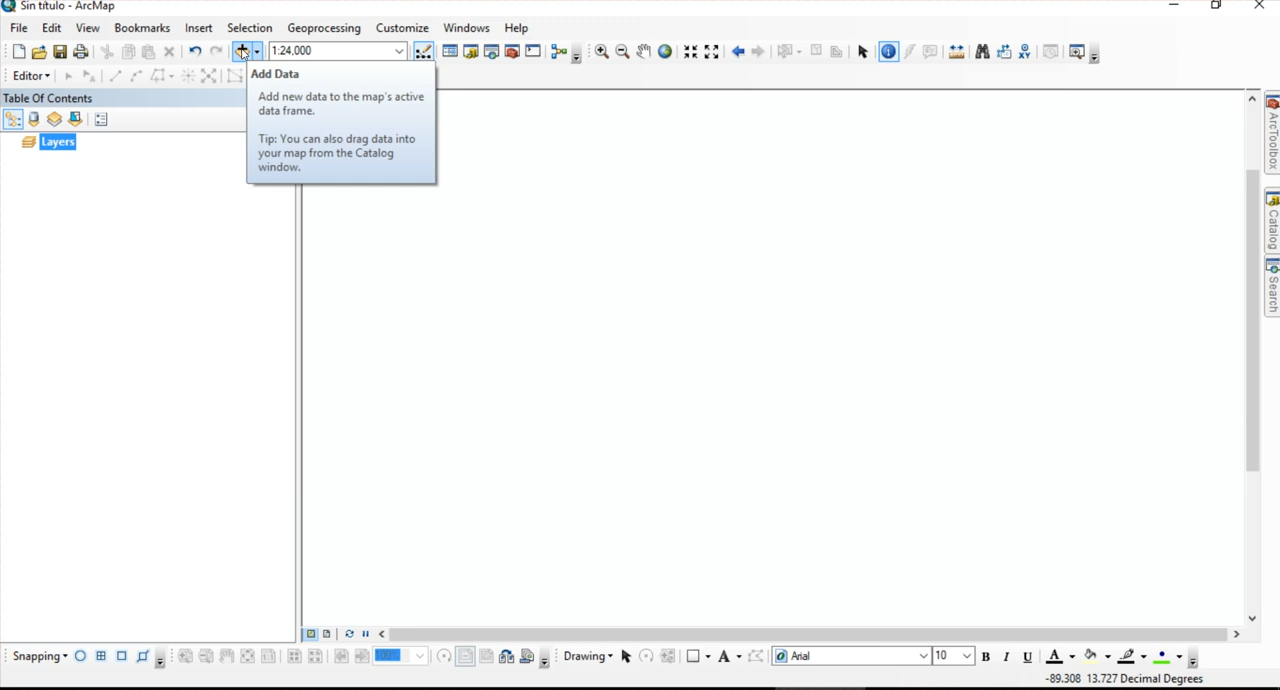 Sin título - ArcMap
File Edit View Bookmarks Insert Selection Geoprocessing Customize Windows Help
1:24,000
Editor
Add Data
Add new data to the map's active
data frame.
Tip: You can also drag data into
your map from the Catalog
window.
Table Of Contents
Layers
ArcToolbox
Catalog
Search
Snapping
100%
Drawing
A
Arial
10
B I U A
-89.308 13.727 Decimal Degrees